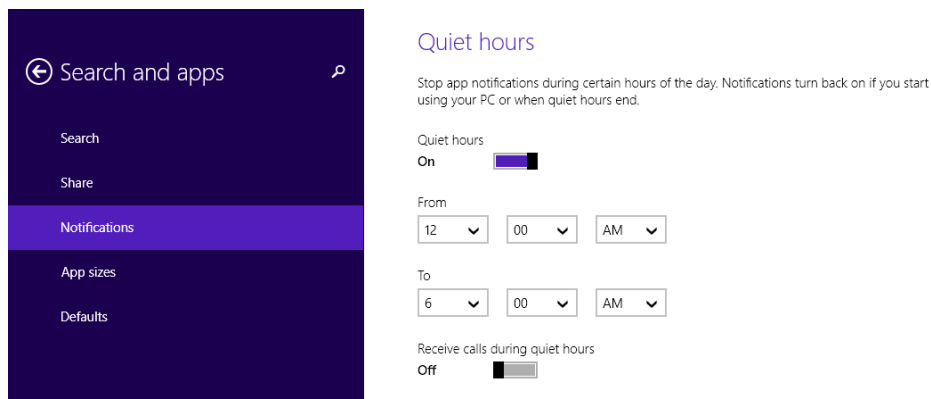 Search and apps
Search
Share
Notifications
App sizes
Defaults
Quiet hours
Stop app notifications during certain hours of the day. Notifications turn back on if you start
using your PC or when quiet hours end.
Quiet hours
On
From
12 00 AM
To
6 00 AM
Receive calls during quiet hours
Off